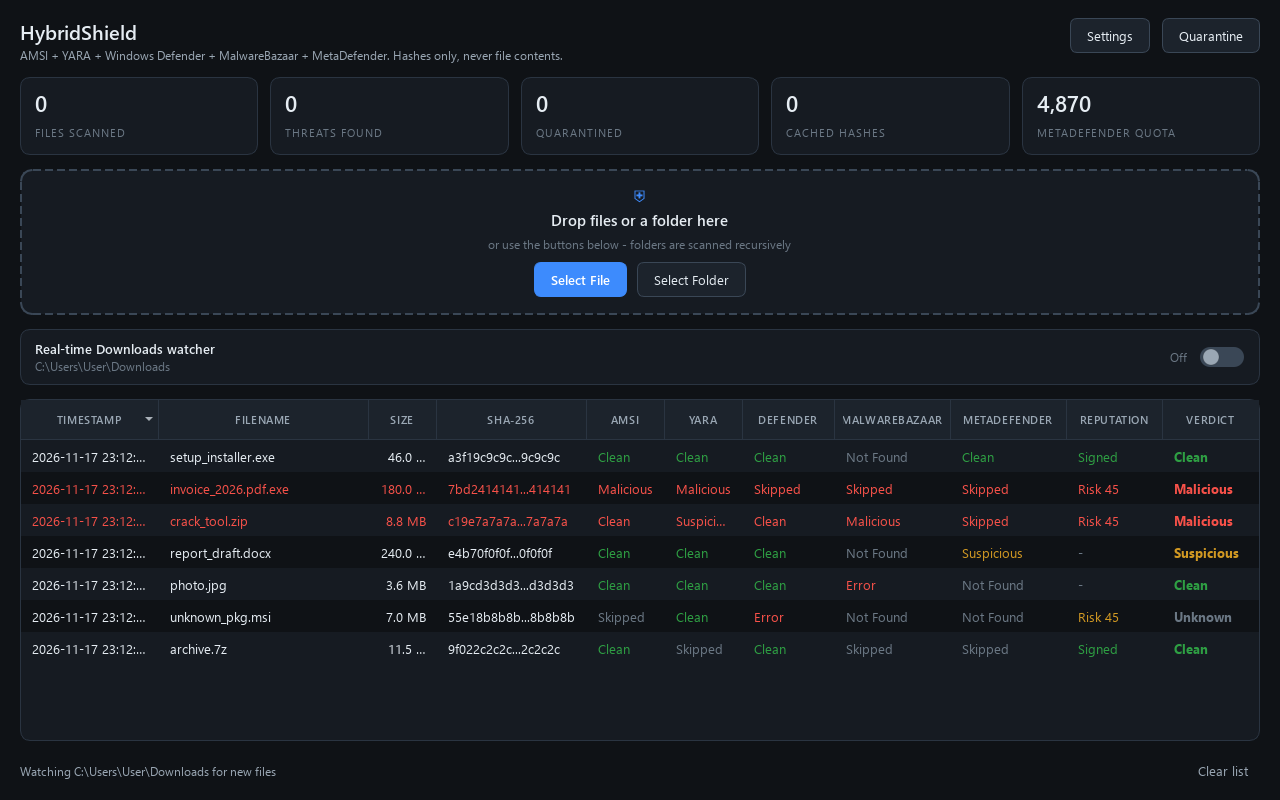 HybridShield
AMSI + YARA + Windows Defender + MalwareBazaar + MetaDefender. Hashes only, never file contents.
Settings
Quarantine
0
FILES SCANNED
0
THREATS FOUND
0
QUARANTINED
0
CACHED HASHES
4,870
METADEFENDER QUOTA
Drop files or a folder here
or use the buttons below - folders are scanned recursively
Select File
Select Folder
Real-time Downloads watcher
C:\Users\User\Downloads
Off
TIMESTAMP FILENAME SIZE SHA-256 AMSI YARA DEFENDER MALWAREBAZAAR METADEFENDER REPUTATION VERDICT
2026-11-17 23:12:... setup_installer.exe 46.0 ... a3f19c9c9c...9c9c9c Clean Clean Clean Not Found Clean Signed Clean
2026-11-17 23:12:... invoice_2026.pdf.exe 180.0 ... 7bd2414141...414141 Malicious Malicious Skipped Skipped Skipped Risk 45 Malicious
2026-11-17 23:12:... crack_tool.zip 8.8 MB c19e7a7a7a...7a7a7a Clean Suspici... Clean Malicious Skipped Risk 45 Malicious
2026-11-17 23:12:... report_draft.docx 240.0 ... e4b70f0f0f...0f0f0f Clean Clean Clean Not Found Suspicious - Suspicious
2026-11-17 23:12:... photo.jpg 3.6 MB 1a9cd3d3d3...d3d3d3 Clean Clean Clean Error Not Found - Clean
2026-11-17 23:12:... unknown_pkg.msi 7.0 MB 55e18b8b8b...8b8b8b Skipped Clean Error Not Found Not Found Risk 45 Unknown
2026-11-17 23:12:... archive.7z 11.5 ... 9f022c2c2c...2c2c2c Clean Skipped Clean Skipped Skipped Signed Clean
Watching C:\Users\User\Downloads for new files
Clear list